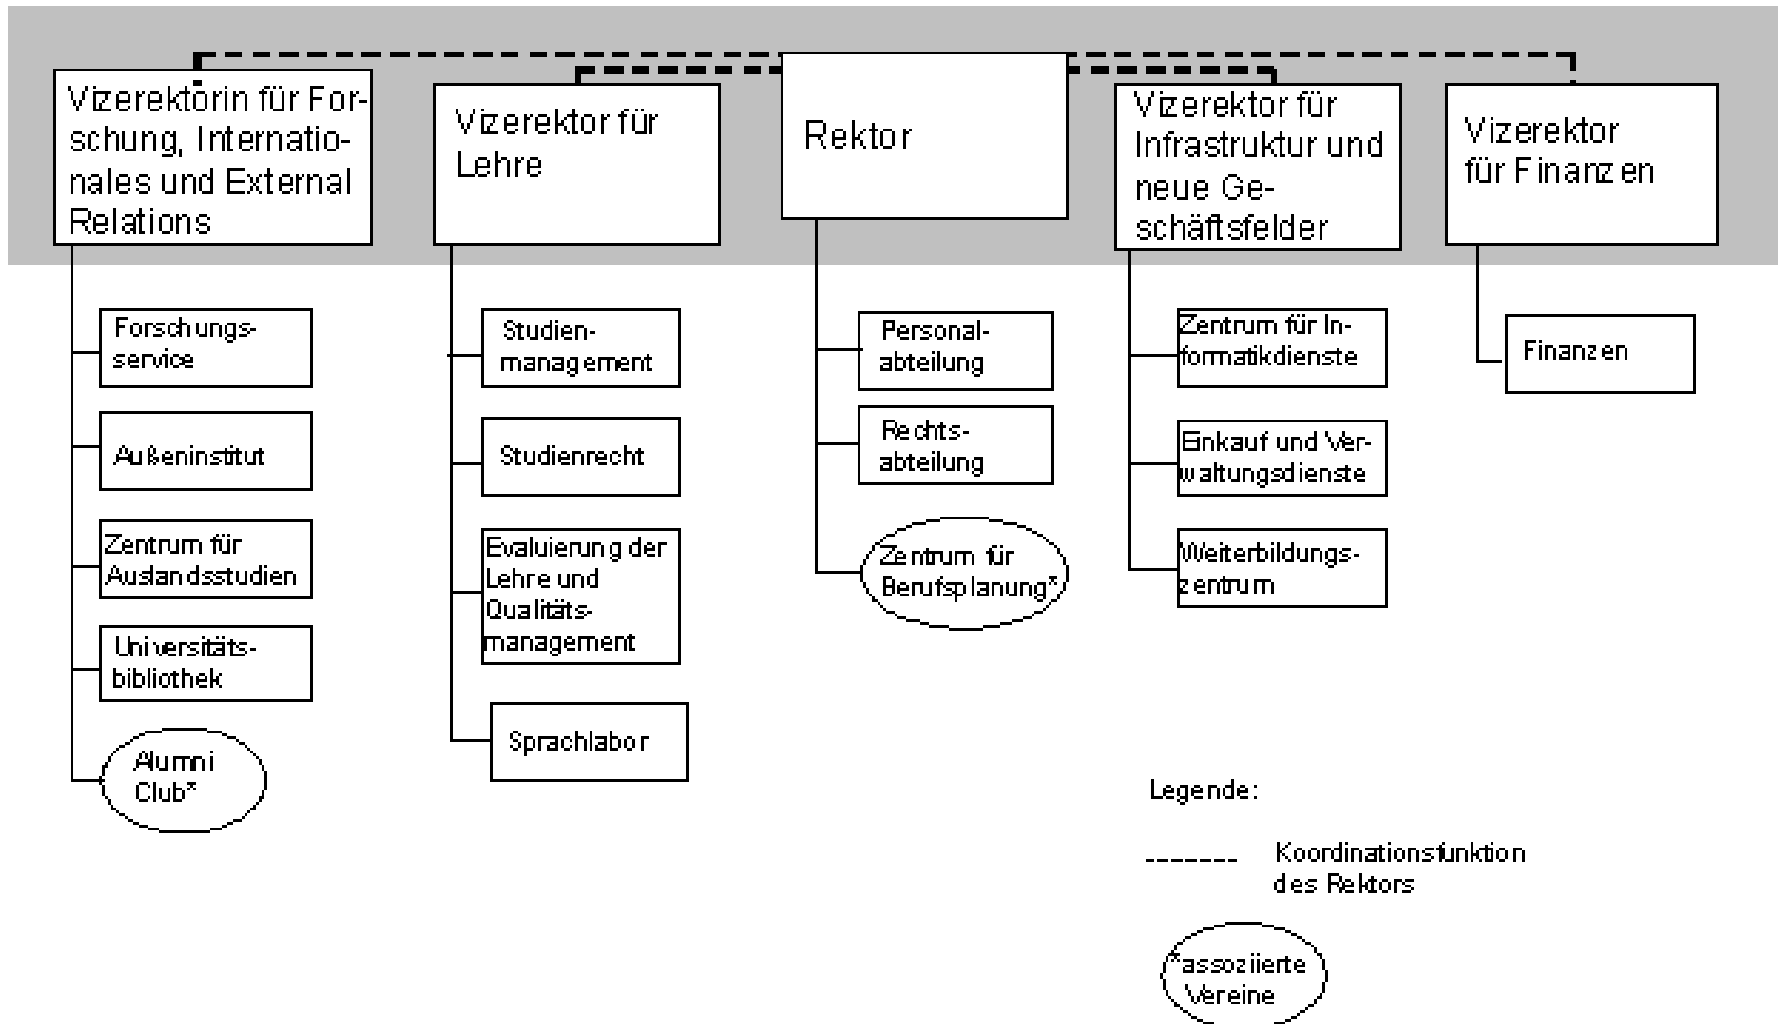 Vizerektorin für For-
schung, Internatio-
nales und External
Relations
Vizerektor für
Lehre
Rektor
Vizerektor für
Infrastruktur und
neue Ge-
schäftsfelder
Vizerektor
für Finanzen
Forschungs-
service
Außeninstitut
Zentrum für
Auslandsstudien
Universitäts-
bibliothek
Alumni
Club*
Studien-
management
Studienrecht
Evaluierung der
Lehre und
Qualitäts-
management
Sprachlabor
Personal-
abteilung
Rechts-
abteilung
Zentrum für
Berufsplanung*
Zentrum für In-
formatikdienste
Einkauf und Ver-
waltungsdienste
Weiterbildungs-
zentrum
Finanzen
Legende:
Koordinationsfunktion
des Rektors
*assoziierte
Vereine